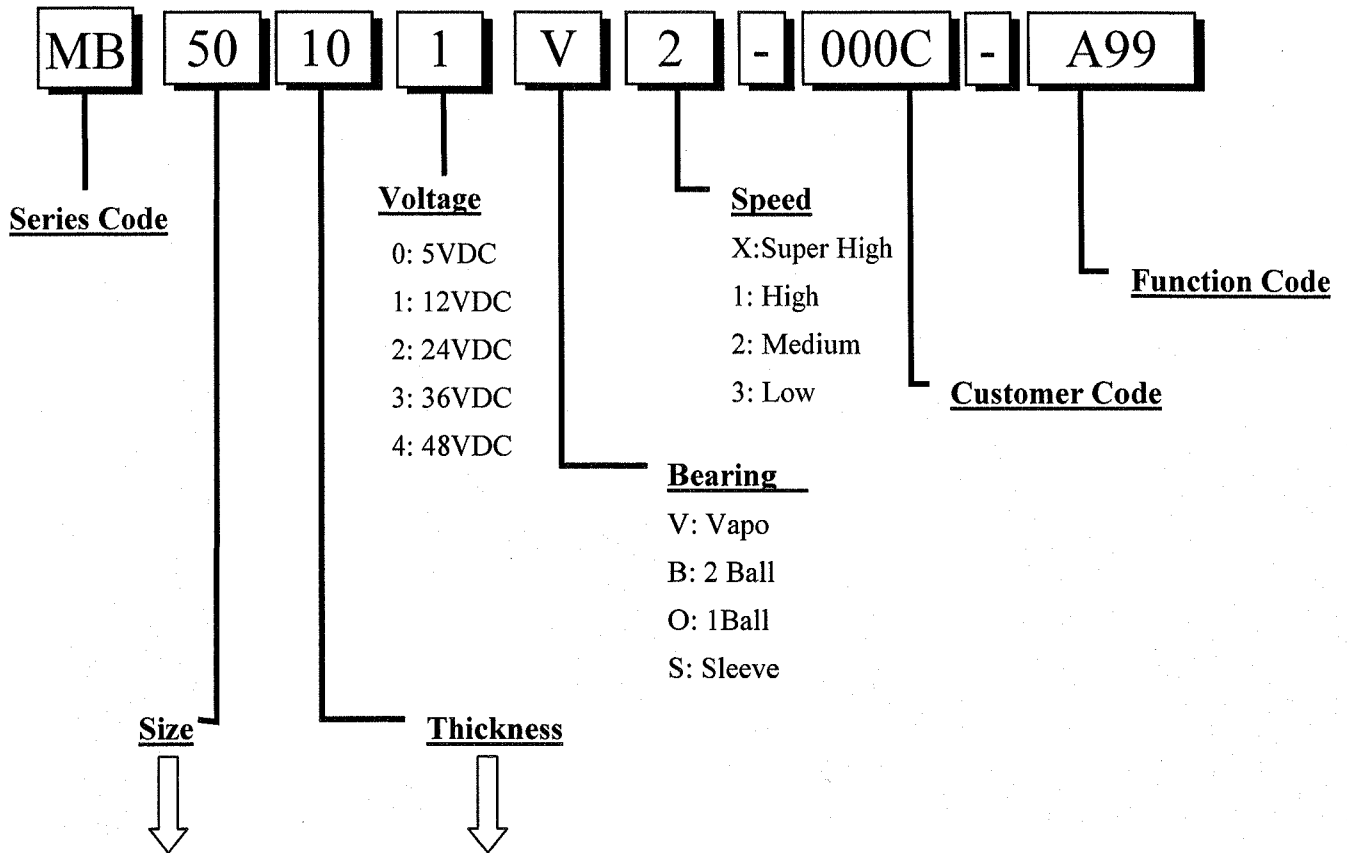 MB 50 10 1 V 2 - 000C - A99
Series Code
Voltage
0: 5VDC
1: 12VDC
2: 24VDC
3: 36VDC
4: 48VDC
Speed
X:Super High
1: High
2: Medium
3: Low
Function Code
Customer Code
Bearing
V: Vapo
B: 2 Ball
O: 1Ball
S: Sleeve
Size
Thickness